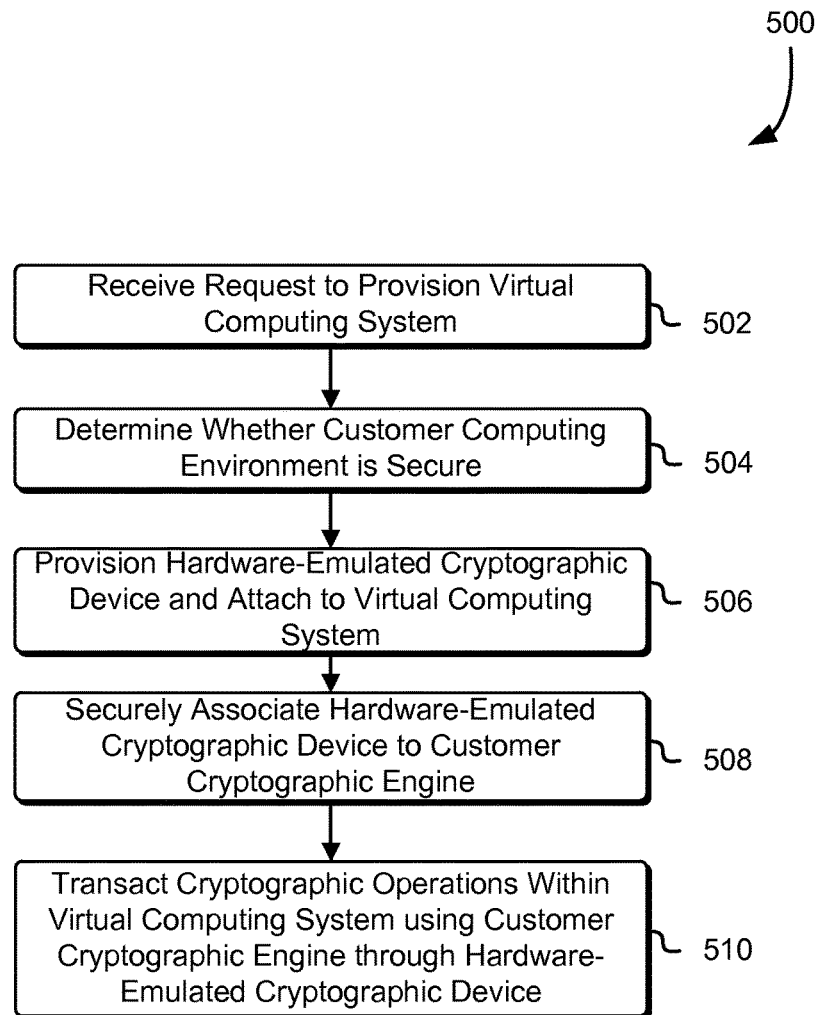 500
Receive Request to Provision Virtual
Computing System
502
Determine Whether Customer Computing
Environment is Secure
504
Provision Hardware-Emulated Cryptographic
Device and Attach to Virtual Computing
System
506
Securely Associate Hardware-Emulated
Cryptographic Device to Customer
Cryptographic Engine
508
Transact Cryptographic Operations Within
Virtual Computing System using Customer
Cryptographic Engine through Hardware-
Emulated Cryptographic Device
510